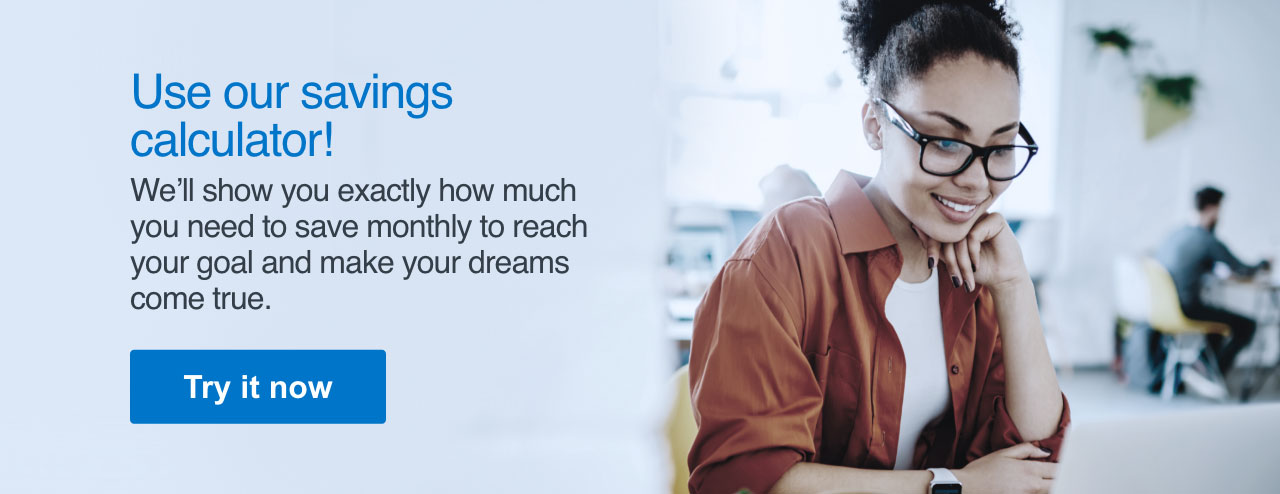 Use our savings
calculator!
We’ll show you exactly how much
you need to save monthly to reach
your goal and make your dreams
come true.
Try it now